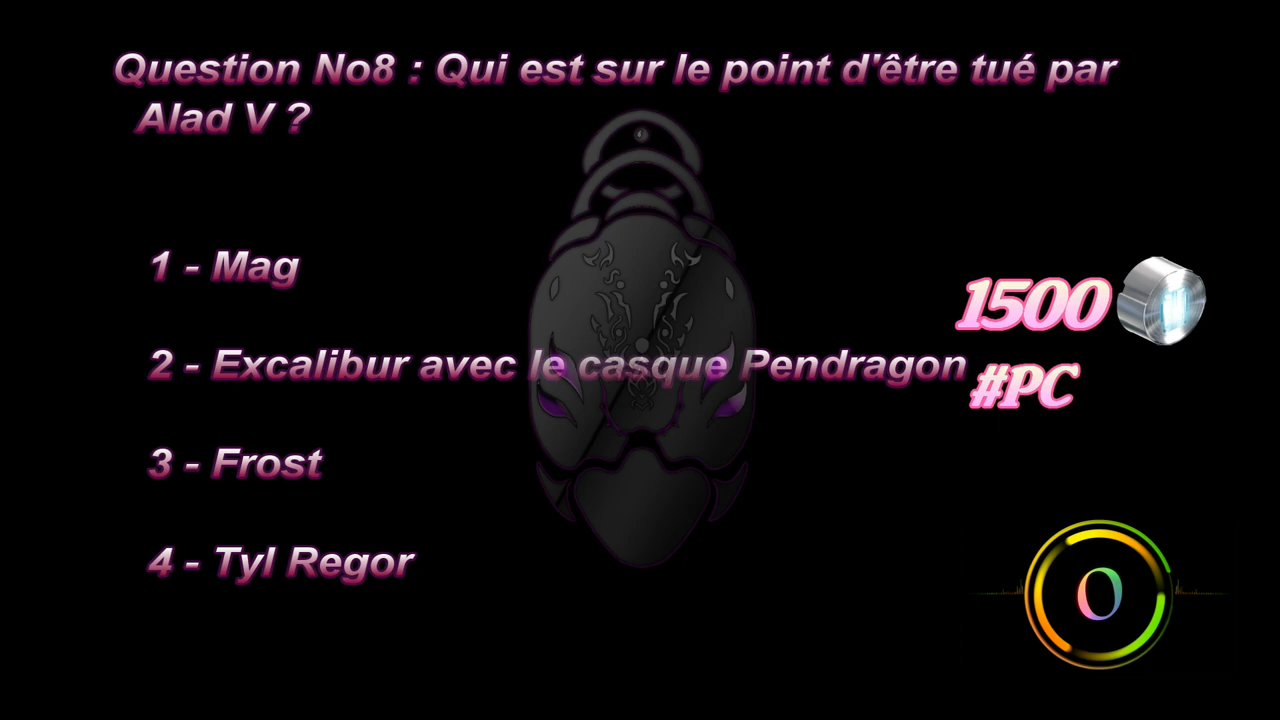 Question No8 : Qui est sur le point d'être tué par
Alad V ?
1 - Mag
2 - Excalibur avec le casque Pendragon
3 - Frost
4 - Tyl Regor
1500
#PC
0